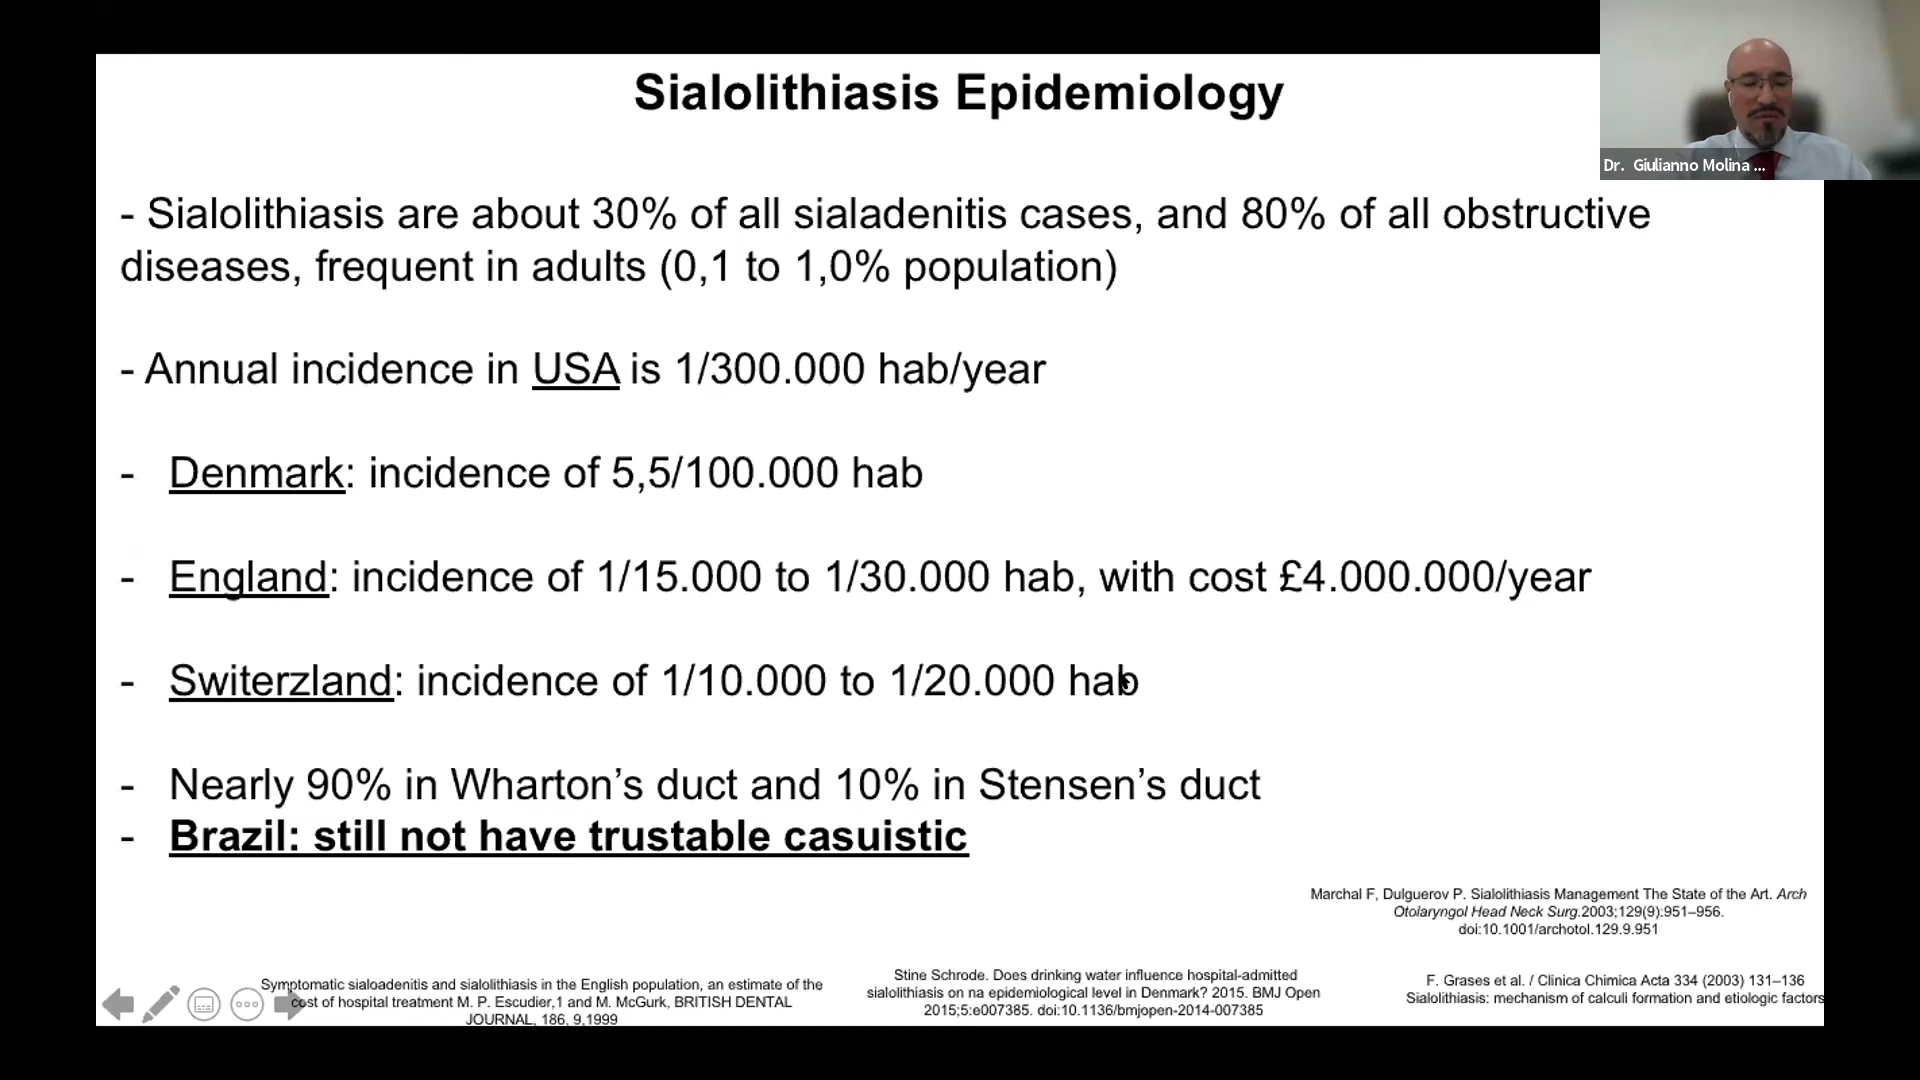 Sialolithiasis Epidemiology
Dr. Giulianno Molina ...
- Sialolithiasis are about 30% of all sialadenitis cases, and 80% of all obstructive
diseases, frequent in adults (0,1 to 1,0% population)
- Annual incidence in USA is 1/300.000 hab/year
- Denmark: incidence of 5,5/100.000 hab
- England: incidence of 1/15.000 to 1/30.000 hab, with cost £4.000.000/year
- Switerzland: incidence of 1/10.000 to 1/20.000 hab
- Nearly 90% in Wharton’s duct and 10% in Stensen’s duct
- Brazil: still not have trustable casuistic
Marchal F, Dulguerov P. Sialolithiasis Management The State of the Art. Arch
Otolaryngol Head Neck Surg.2003;129(9):951–956.
doi:10.1001/archotol.129.9.951
Symptomatic sialoadenitis and sialolithiasis in the English population, an estimate of the
cost of hospital treatment M. P. Escudier,1 and M. McGurk, BRITISH DENTAL
JOURNAL, 186, 9,1999
Stine Schrode. Does drinking water influence hospital-admitted
sialolithiasis on na epidemiological level in Denmark? 2015. BMJ Open
2015;5:e007385. doi:10.1136/bmjopen-2014-007385
F. Grases et al. / Clinica Chimica Acta 334 (2003) 131–136
Sialolithiasis: mechanism of calculi formation and etiologic factors